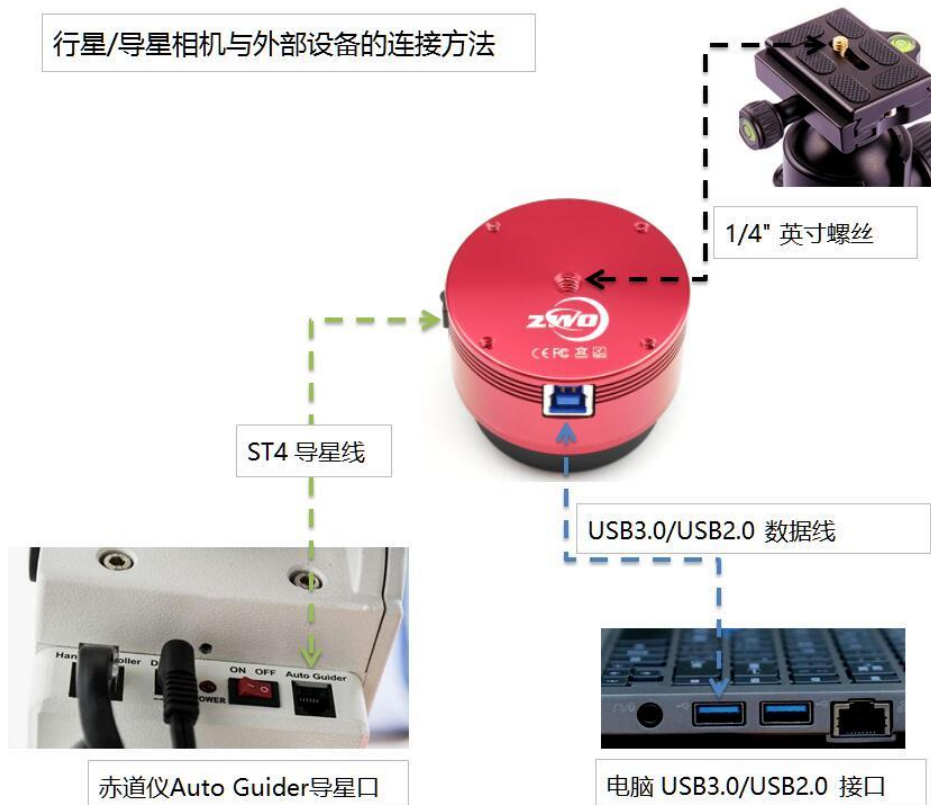 行星/导星相机与外部设备的连接方法
1/4" 英寸螺丝
ZWO
CE FC
ST4 导星线
USB3.0/USB2.0 数据线
ON OFF
Auto Guider
赤道仪Auto Guider导星口
电脑 USB3.0/USB2.0 接口